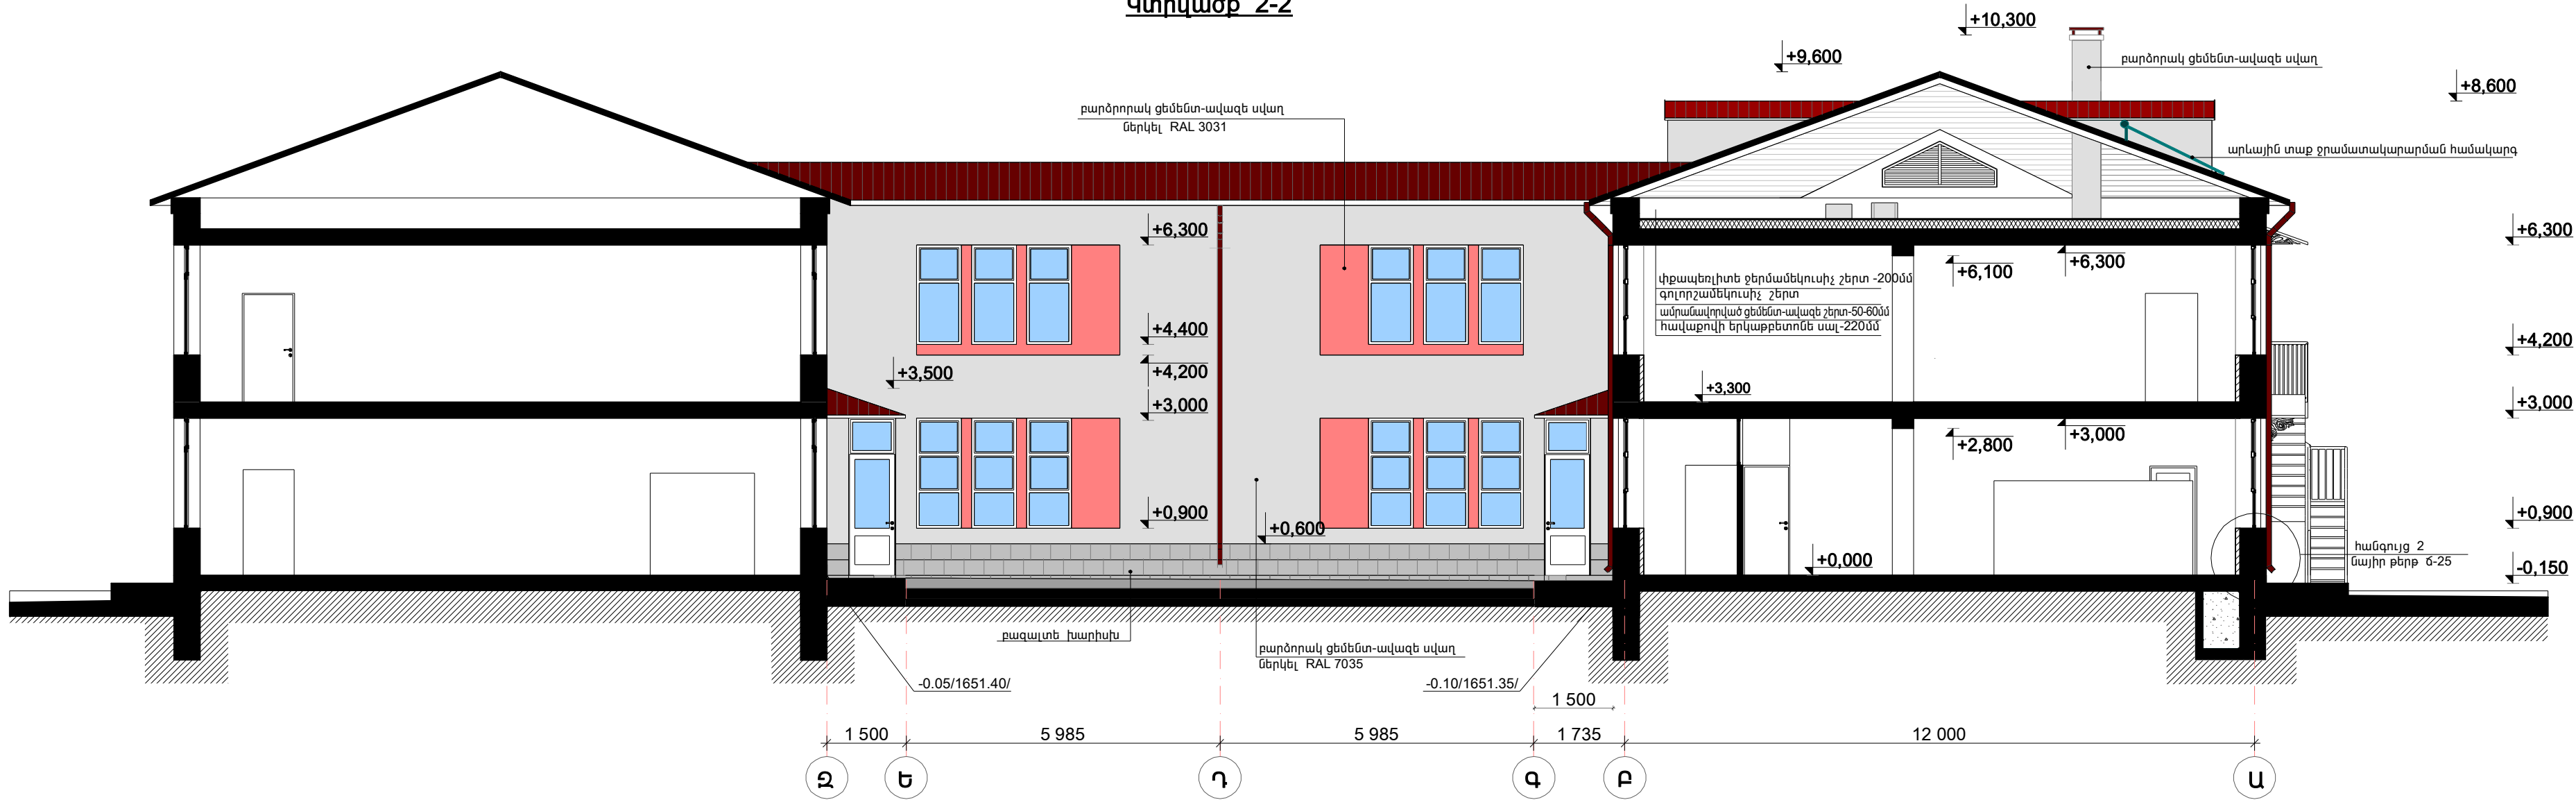 Կտրվածք 2-2
+10,300
+9,600
բարձորակ ցեմենտ-ավազե սվաղ
+8,600
բարձրորակ ցեմենտ-ավազե սվաղ
ներկել RAL 3031
արևային տաք ջրամատակարարման համակարգ
+6,300
+6,300
+6,100
+6,300
փքապեռլիտե ջերմամեկուսիչ շերտ -200մմ
գոլորշամեկուսիչ շերտ
ամրանավորված ցեմենտ-ավազե շերտ-50-60մմ
հավաքովի երկաթբետոնե սալ-220մմ
+4,400
+4,200
+4,200
+3,500
+3,300
+3,000
+3,000
+2,800
+3,000
+0,900
+0,600
+0,900
+0,000
-0,150
հանգույց 2
նայիր թերթ ճ-25
բազալտե խարիսխ
բարձորակ ցեմենտ-ավազե սվաղ
ներկել RAL 7035
-0.05/1651.40/
-0.10/1651.35/
1 500
1 500
5 985
5 985
1 735
12 000
Զ
Ե
Դ
Գ
Բ
Ա